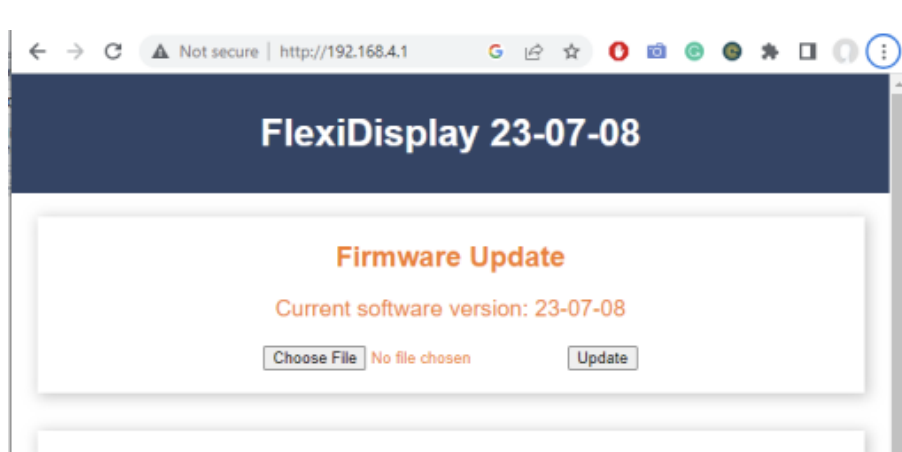 Not secure | http://192.168.4.1
FlexiDisplay 23-07-08
Firmware Update
Current software version: 23-07-08
Choose File No file chosen Update